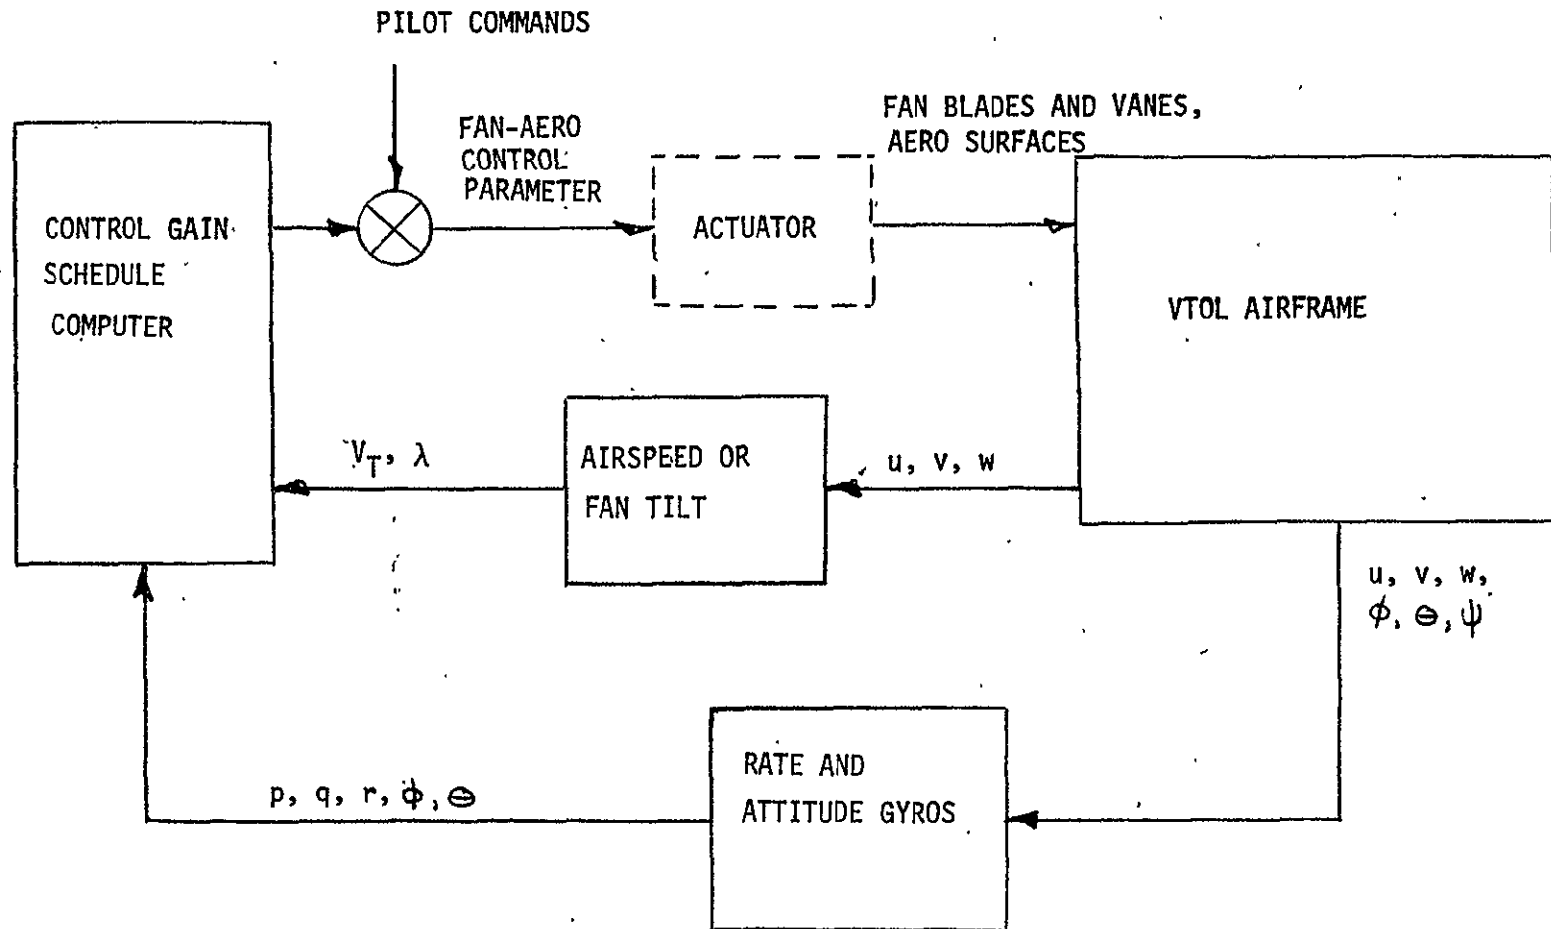 PILOT COMMANDS
FAN BLADES AND VANES,
AERO SURFACES
FAN-AERO
CONTROL
PARAMETER
CONTROL GAIN
SCHEDULE
COMPUTER
ACTUATOR
VTOL AIRFRAME
V_T, λ
AIRSPEED OR
FAN TILT
u, v, w
u, v, w,
ϕ, Θ, ψ
RATE AND
ATTITUDE GYROS
p, q, r, ϕ, Θ